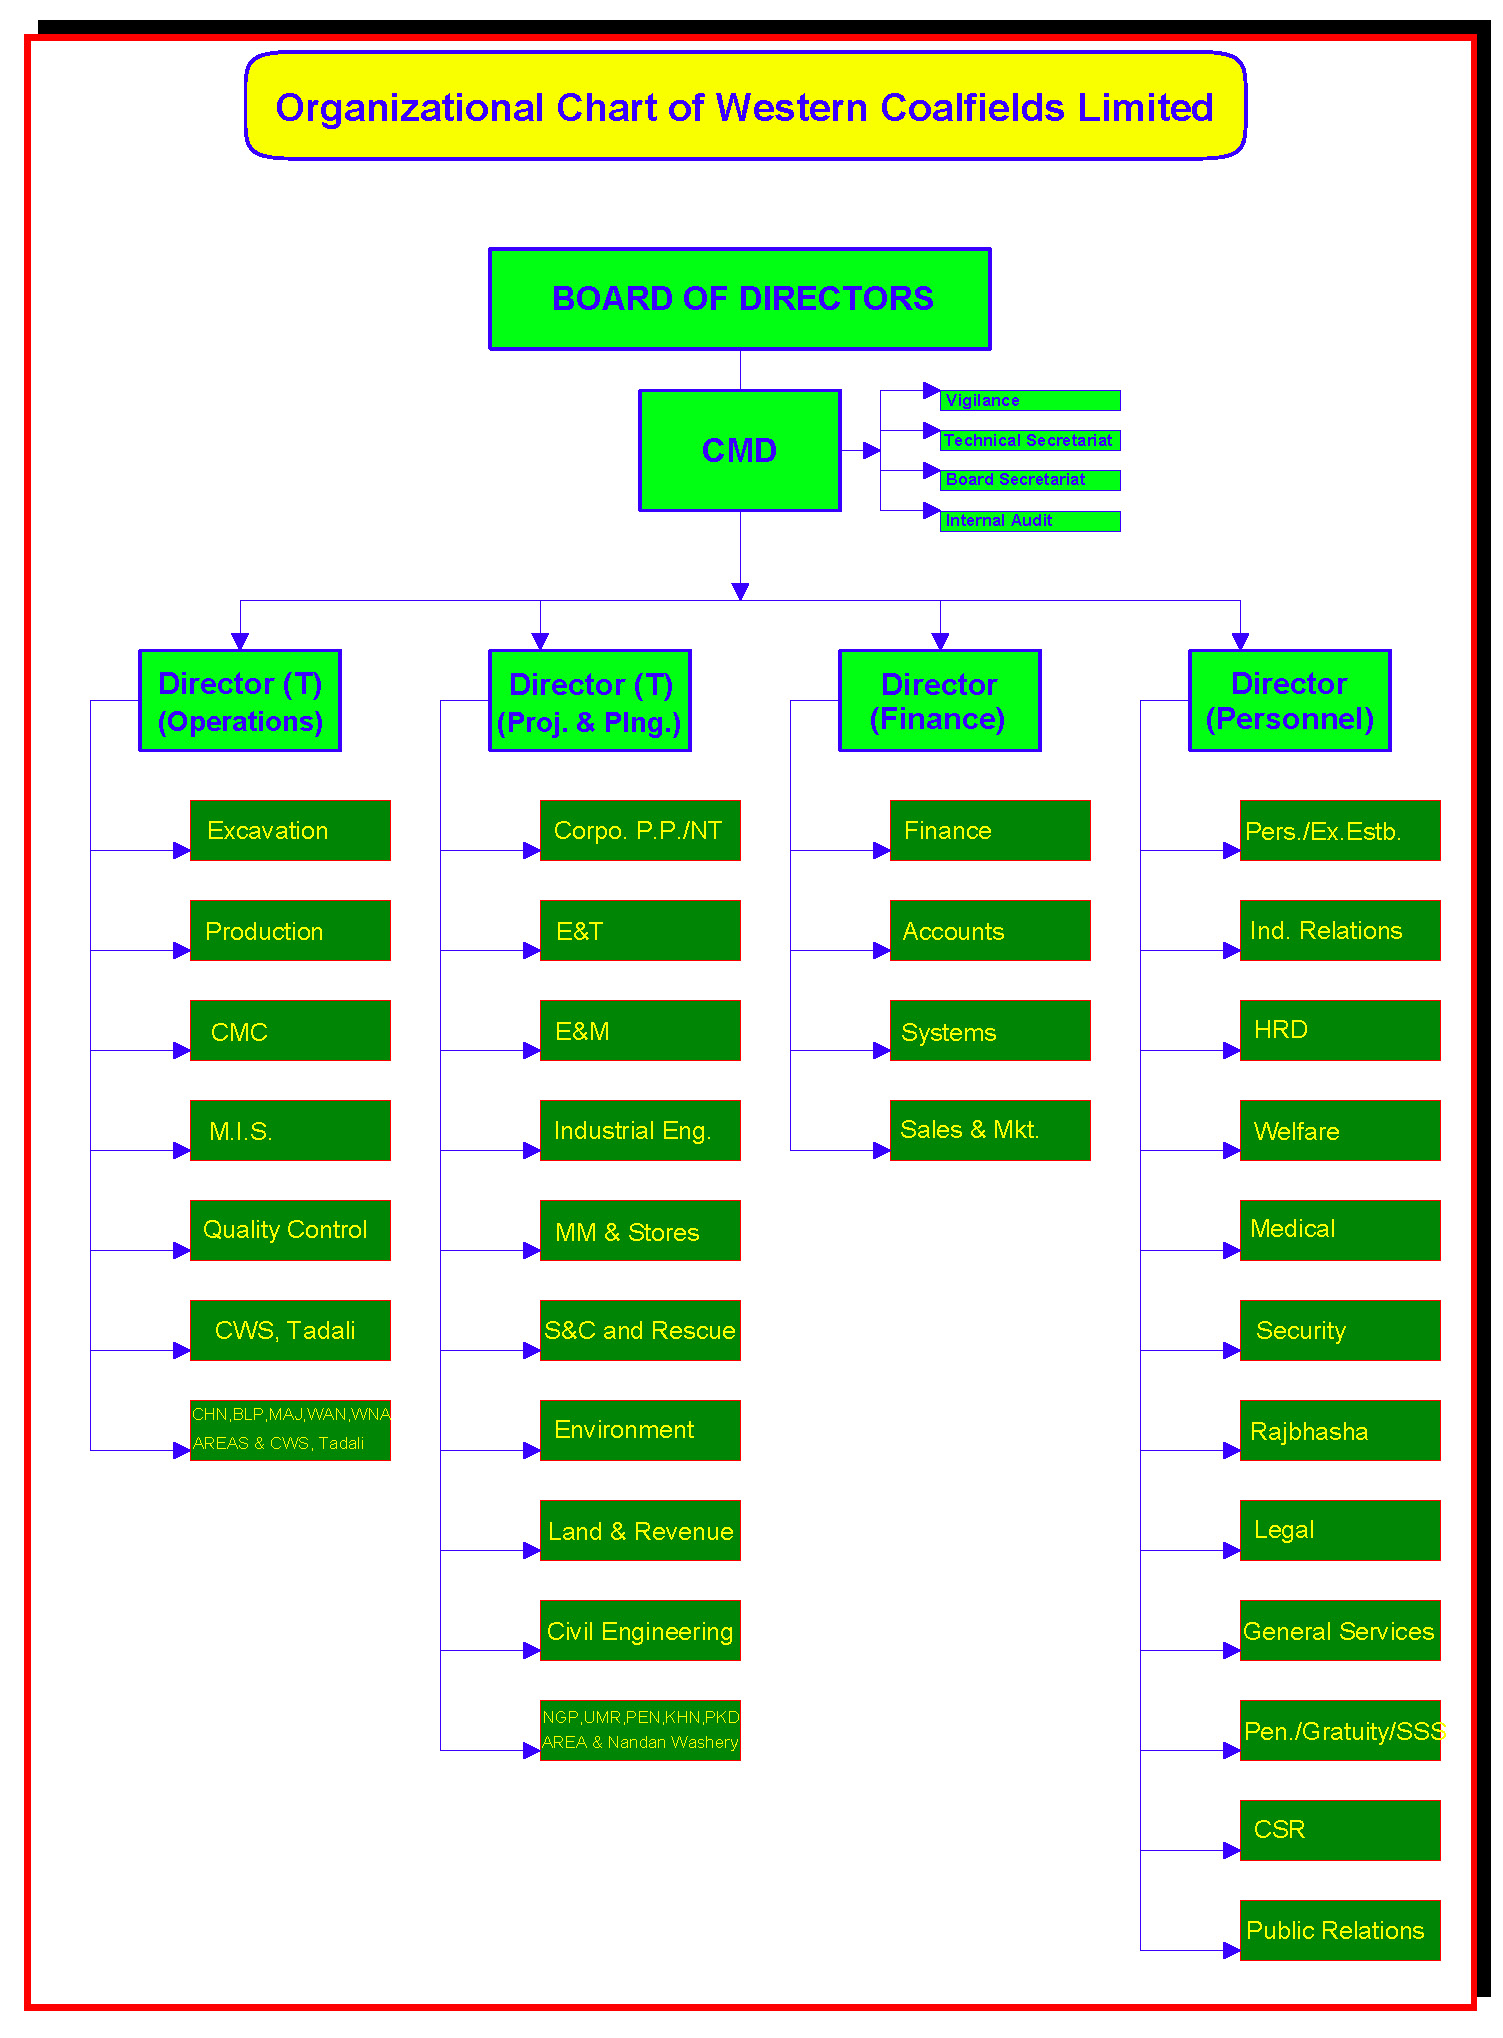 Organizational Chart of Western Coalfields Limited
BOARD OF DIRECTORS
CMD
Vigilance
Technical Secretariat
Board Secretariat
Internal Audit
Director (T)
(Operations)
Excavation
Production
CMC
M.I.S.
Quality Control
CWS, Tadali
CHN,BLP,MAJ,WAN,WNA
AREAS & CWS, Tadali
Director (T)
(Proj. & Plng.)
Corpo. P.P./NT
E&T
E&M
Industrial Eng.
MM & Stores
S&C and Rescue
Environment
Land & Revenue
Civil Engineering
NGP,UMR,PEN,KHN,PKD
AREA & Nandan Washery
Director
(Finance)
Finance
Accounts
Systems
Sales & Mkt.
Director
(Personnel)
Pers./Ex.Estb.
Ind. Relations
HRD
Welfare
Medical
Security
Rajbhasha
Legal
General Services
Pen./Gratuity/SSS
CSR
Public Relations